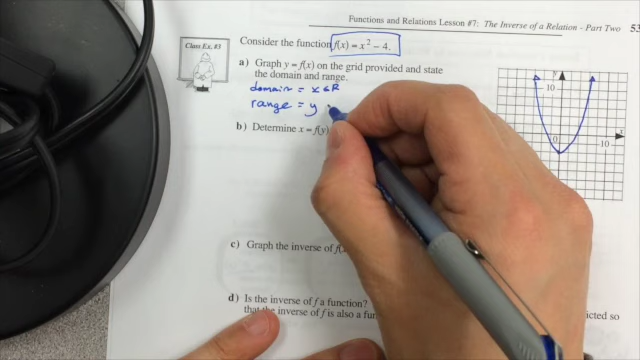 Functions and Relations Lesson #7: The Inverse of a Relation - Part Two 53
Class Ex. #3
Consider the function f(x) = x² – 4.
a) Graph y = f(x) on the grid provided and state
the domain and range.
domain = x ∈ R
range = y
b) Determine x = f(y)
c) Graph the inverse of
d) Is the inverse of f a function?
that the inverse of f is also a icted so
y
10
0
10
x